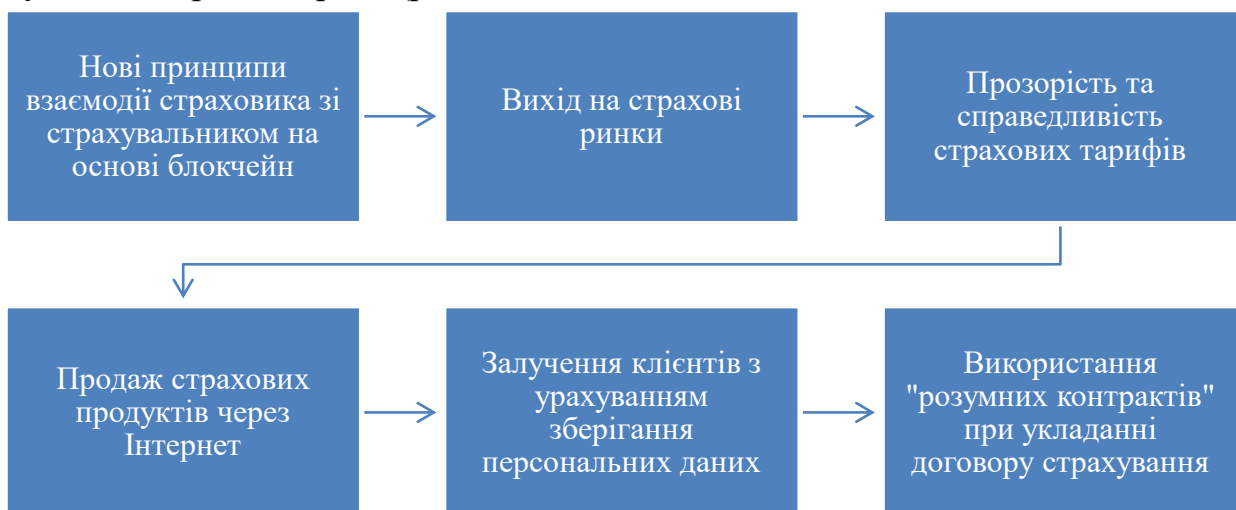 Нові принципи
взаємодії страховика зі
страхувальником на
основі блокчейн
Вихід на страхові
ринки
Прозорість та
справедливість
страхових тарифів
Продаж страхових
продуктів через
Інтернет
Залучення клієнтів з
урахуванням
зберігання
персональних даних
Використання
"розумних контрактів"
при укладанні
договору страхування